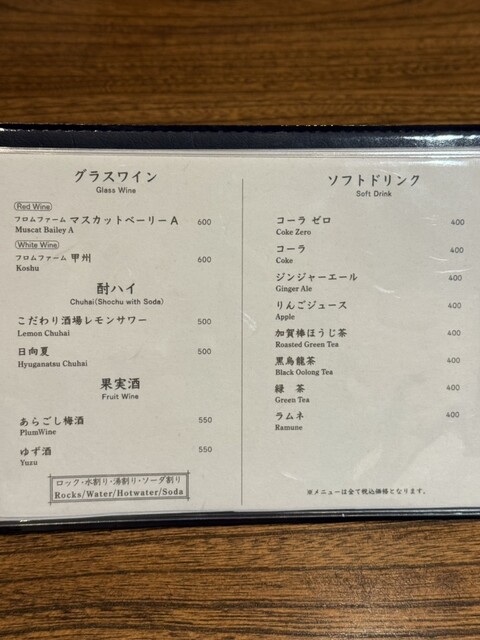 グラスワイン
Glass Wine
Red Wine
フロムファーム マスカットベーリーA 600
Muscat Bailey A
White Wine
フロムファーム 甲州 600
Koshu
酎ハイ
Chuhai(Shochu with Soda)
こだわり酒場レモンサワー 500
Lemon Chuhai
日向夏 500
Hyuganatsu Chuhai
果実酒
Fruit Wine
あらごし梅酒 550
PlumWine
ゆず酒 550
Yuzu
ロック・水割り・湯割り・ソーダ割り
Rocks/Water/Hotwater/Soda
ソフトドリンク
Soft Drink
コーラ ゼロ 400
Coke Zero
コーラ 400
Coke
ジンジャーエール 400
Ginger Ale
りんごジュース 400
Apple
加賀棒ほうじ茶 400
Roasted Green Tea
黒烏龍茶 400
Black Oolong Tea
緑 茶 400
Green Tea
ラムネ 400
Ramune
※メニューは全て税込価格となります。